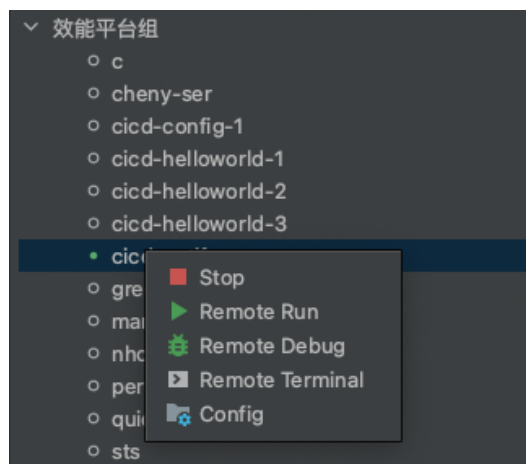 效能平台组
c
cheny-ser
cicd-config-1
cicd-helloworld-1
cicd-helloworld-2
cicd-helloworld-3
Stop
Remote Run
Remote Debug
Remote Terminal
Config
sts